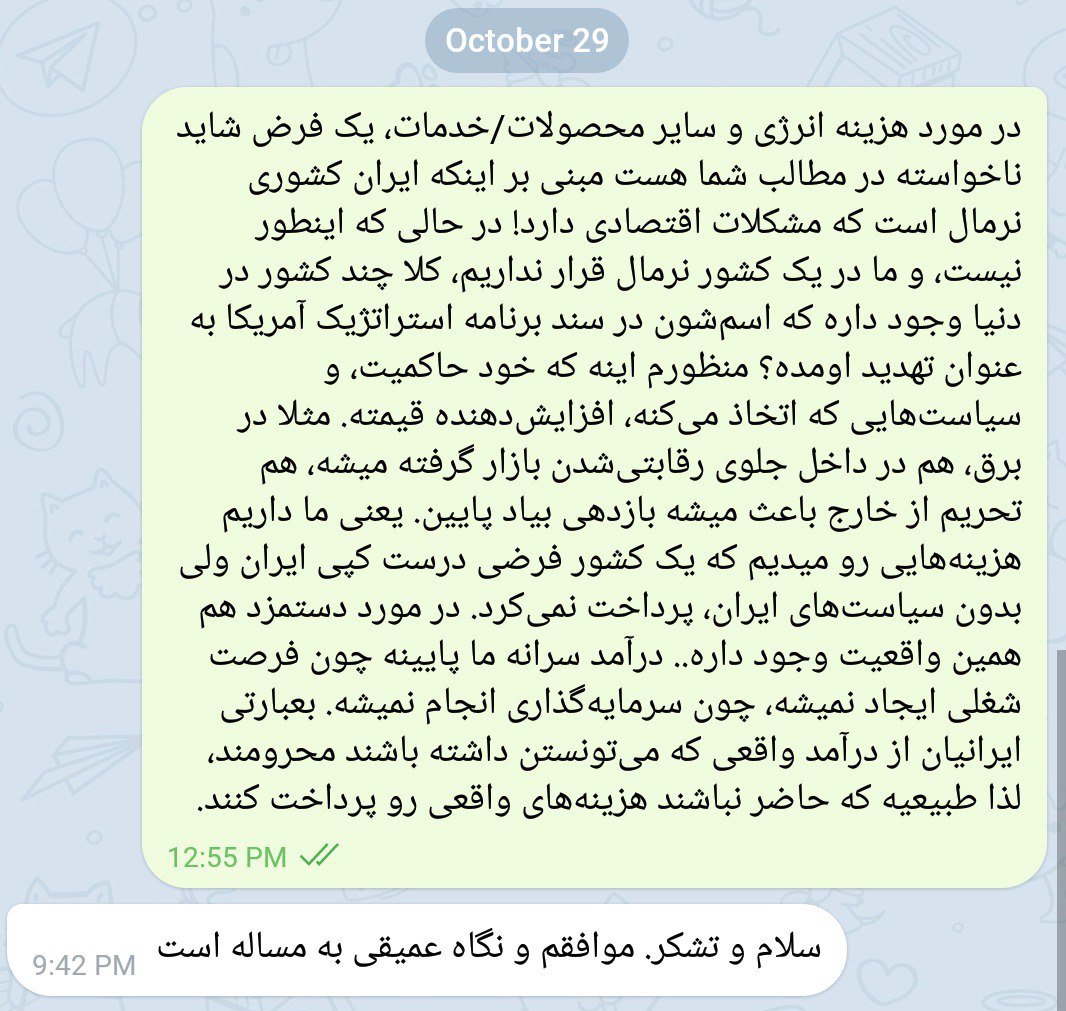 October 29
در مورد هزینه انرژی و سایر محصولات/خدمات، یک فرض شاید
ناخواسته در مطالب شما هست مبنی بر اینکه ایران کشوری
نرمال است که مشکلات اقتصادی دارد! در حالی که اینطور
نیست، و ما در یک کشور نرمال قرار نداریم، کلا چند کشور در
دنیا وجود داره که اسم‌شون در سند برنامه استراتژیک آمریکا به
عنوان تهدید اومده؟ منظورم اینه که خود حاکمیت، و
سیاست‌هایی که اتخاذ می‌کنه، افزایش‌دهنده قیمته. مثلا در
برق، هم در داخل جلوی رقابتی‌شدن بازار گرفته میشه، هم
تحریم از خارج باعث میشه بازدهی بیاد پایین. یعنی ما داریم
هزینه‌هایی رو میدیم که یک کشور فرضی درست کپی ایران ولی
بدون سیاست‌های ایران، پرداخت نمی‌کرد. در مورد دستمزد هم
همین واقعیت وجود داره.. درآمد سرانه ما پایینه چون فرصت
شغلی ایجاد نمیشه، چون سرمایه‌گذاری انجام نمیشه. بعبارتی
ایرانیان از درآمد واقعی که می‌تونستن داشته باشند محرومند،
لذا طبیعیه که حاضر نباشند هزینه‌های واقعی رو پرداخت کنند.
12:55 PM
سلام و تشکر. موافقم و نگاه عمیقی به مساله است
9:42 PM